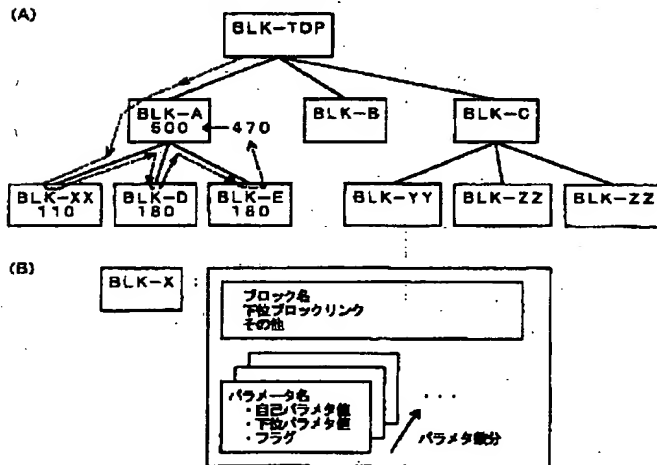 (A)
BLK-TOP
BLK-A
500
470
BLK-B
BLK-C
BLK-XX
110
BLK-D
180
BLK-E
180
BLK-YY
BLK-ZZ
BLK-ZZ
(B)
BLK-X :
ブロック名
下位ブロックリンク
その他
パラメータ名
・自己パラメタ値
・下位パラメタ値
・フラグ
・・・
パラメタ数分